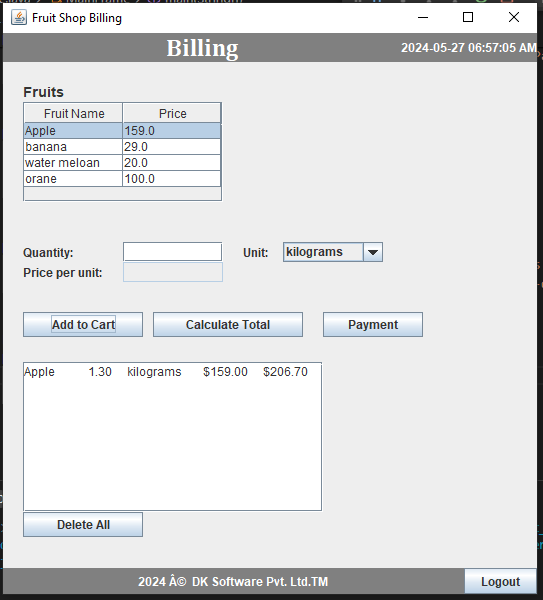 Fruit Shop Billing
Billing 2024-05-27 06:57:05 AM
Fruits
Fruit Name Price
Apple 159.0
banana 29.0
water meloan 20.0
orane 100.0
Quantity: Unit: kilograms
Price per unit:
Add to Cart Calculate Total Payment
Apple 1.30 kilograms $159.00 $206.70
Delete All
2024 Â© DK Software Pvt. Ltd.TM Logout